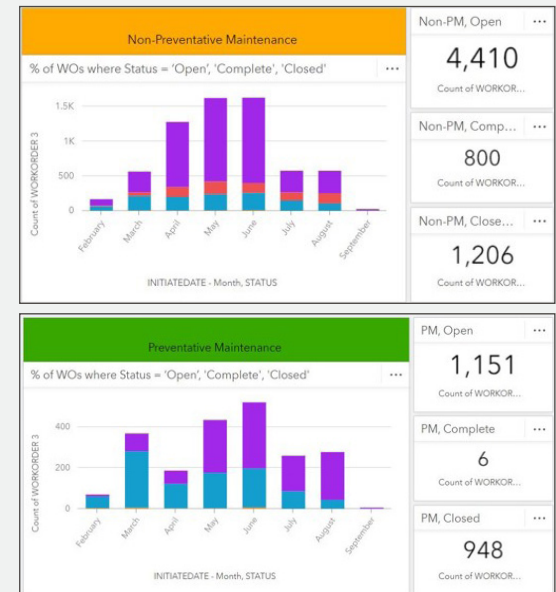 Non-Preventative Maintenance
% of WOs where Status = 'Open', 'Complete', 'Closed'
...
Count of WORKORDER 3
1.5K
1K
500
0
February
March
April
May
June
July
August
September
INITIATEDATE - Month, STATUS
Non-PM, Open
...
4,410
Count of WORKOR...
Non-PM, Comp...
...
800
Count of WORKOR...
Non-PM, Close...
...
1,206
Count of WORKOR...
Preventative Maintenance
% of WOs where Status = 'Open', 'Complete', 'Closed'
...
Count of WORKORDER 3
400
200
0
February
March
April
May
June
July
August
September
INITIATEDATE - Month, STATUS
PM, Open
...
1,151
Count of WORKOR...
PM, Complete
...
6
Count of WORKOR...
PM, Closed
...
948
Count of WORKOR...